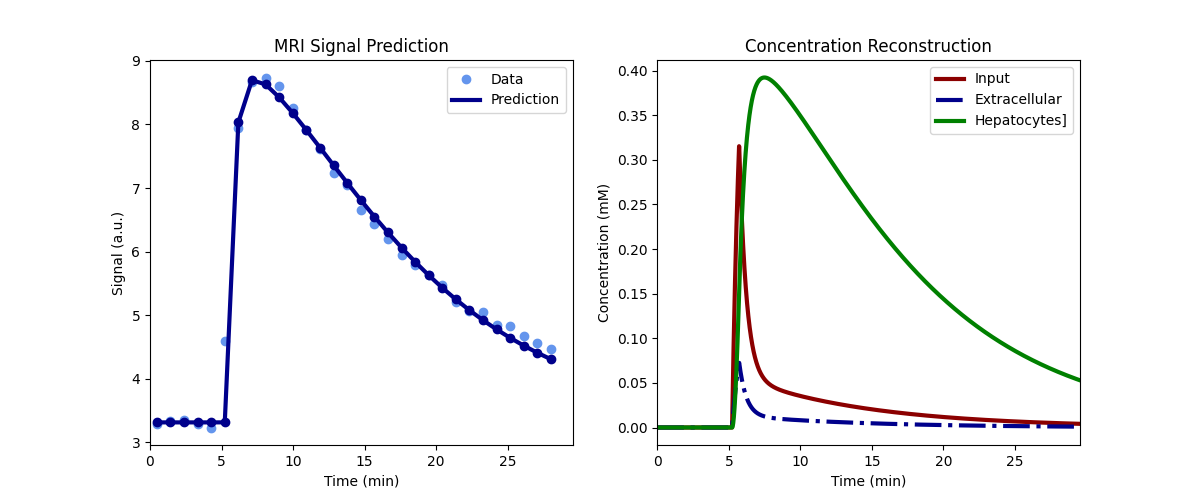 MRI Signal Prediction
9
8
7
6
5
4
3
Signal (a.u.)
0 5 10 15 20 25
Time (min)
Data
Prediction
Concentration Reconstruction
0.40
0.35
0.30
0.25
0.20
0.15
0.10
0.05
0.00
Concentration (mM)
0 5 10 15 20 25
Time (min)
Input
Extracellular
Hepatocytes]